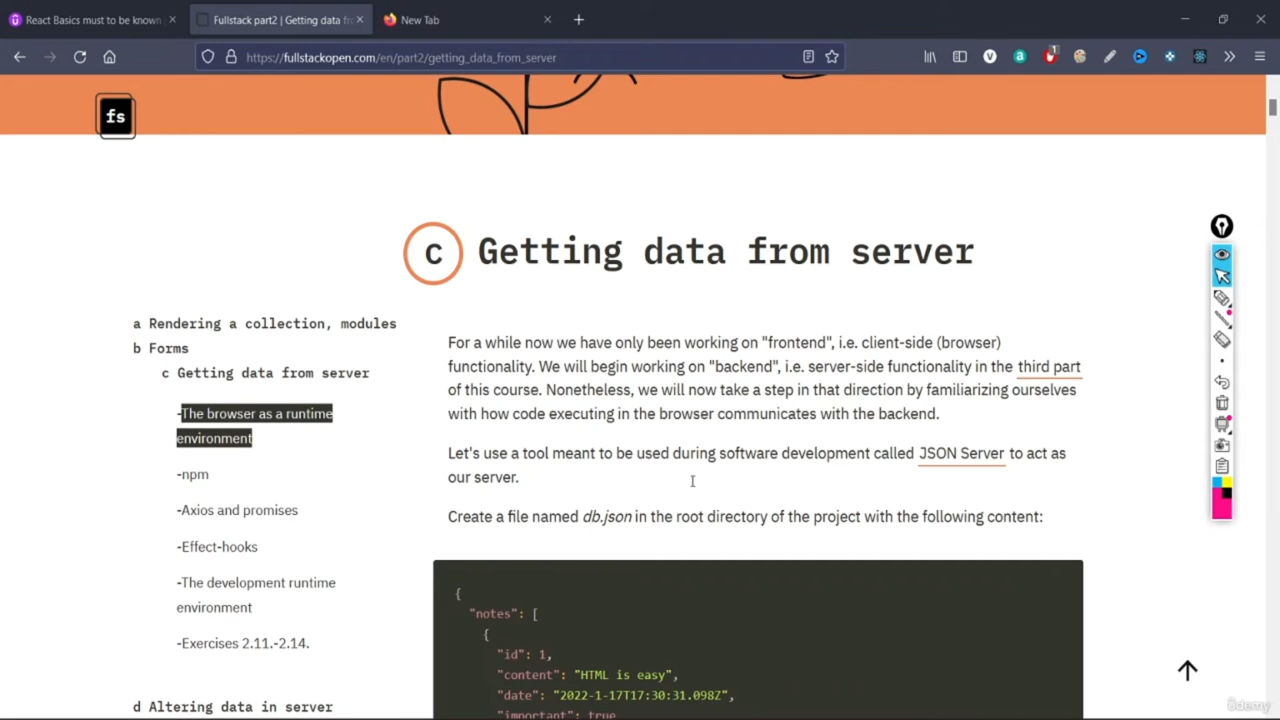 React Basics must to be known
Fullstack part2 | Getting data fr
New Tab
https://fullstackopen.com/en/part2/getting_data_from_server
fs
c Getting data from server
a Rendering a collection, modules
b Forms
c Getting data from server
-The browser as a runtime
environment
-npm
-Axios and promises
-Effect-hooks
-The development runtime
environment
-Exercises 2.11.-2.14.
d Altering data in server
For a while now we have only been working on "frontend", i.e. client-side (browser)
functionality. We will begin working on "backend", i.e. server-side functionality in the third part
of this course. Nonetheless, we will now take a step in that direction by familiarizing ourselves
with how code executing in the browser communicates with the backend.
Let's use a tool meant to be used during software development called JSON Server to act as
our server.
Create a file named db.json in the root directory of the project with the following content:
{
"notes": [
{
"id": 1,
"content": "HTML is easy",
"date": "2022-1-17T17:30:31.098Z",
"important": true
ûdemy